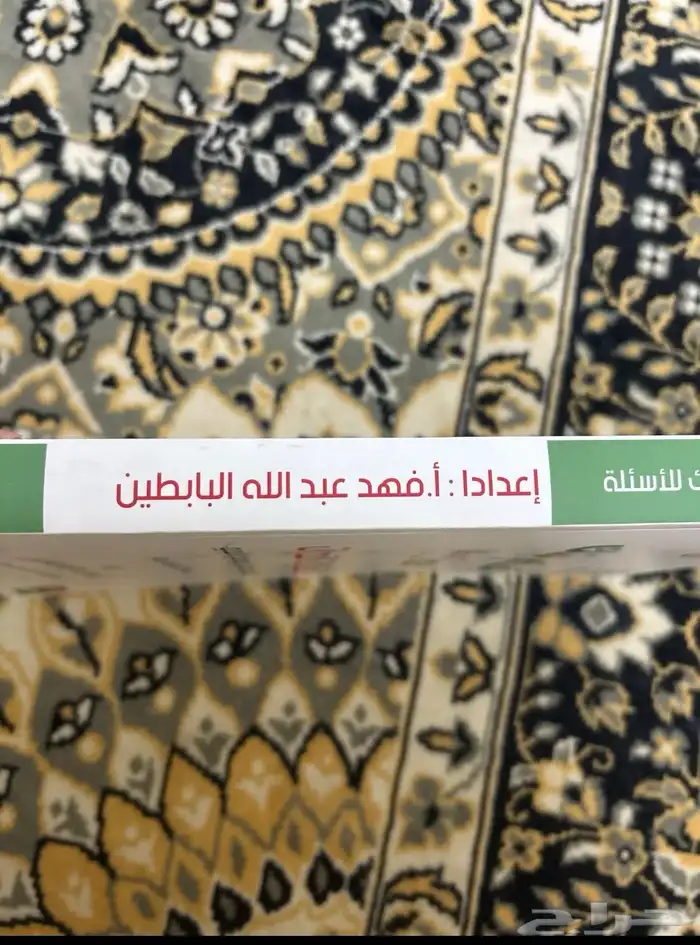 ك للأسئلة
إعدادا : أ.فهد عبد الله البابطين
حراج